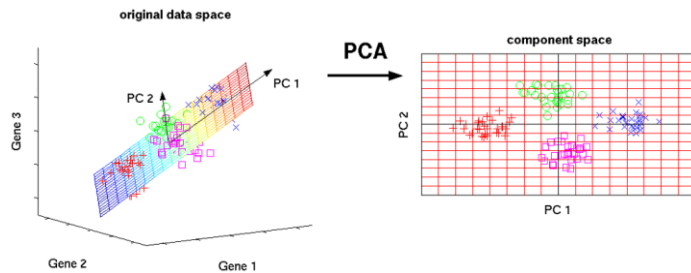 original data space
PCA
component space
PC 1
PC 2
Gene 3
PC 2
Gene 2
Gene 1
PC 1